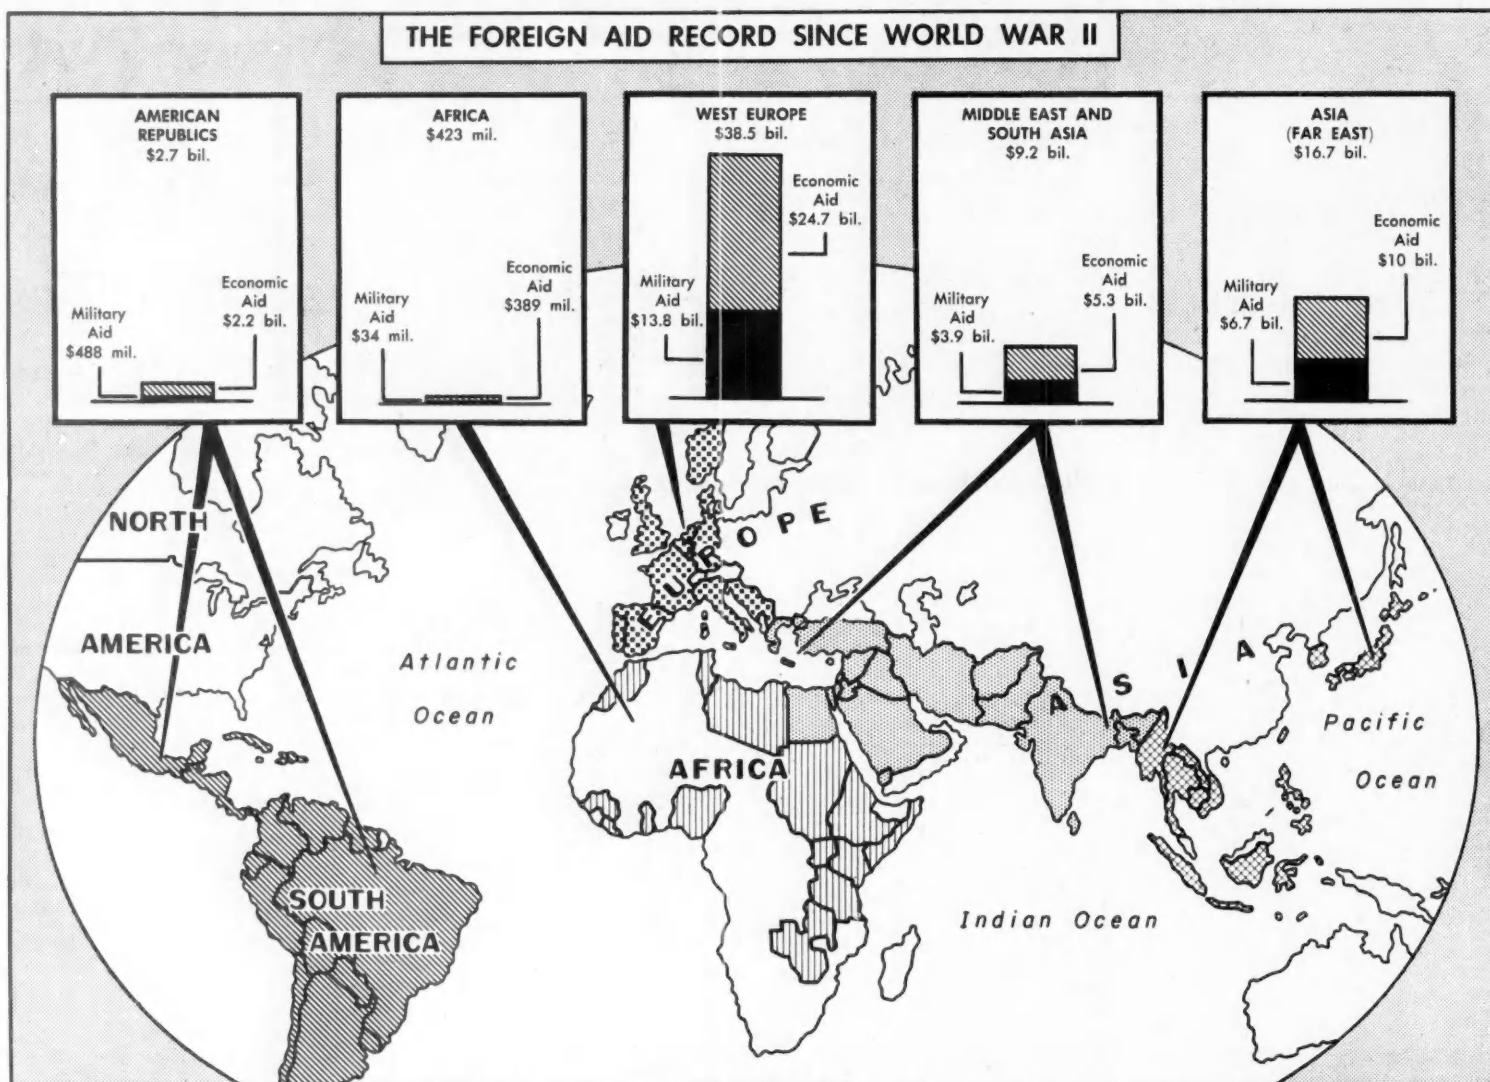 THE FOREIGN AID RECORD SINCE WORLD WAR II
AMERICAN
REPUBLICS
$2.7 bil.
Military
Aid
$488 mil.
Economic
Aid
$2.2 bil.
AFRICA
$423 mil.
Military
Aid
$34 mil.
Economic
Aid
$389 mil.
WEST EUROPE
$38.5 bil.
Economic
Aid
$24.7 bil.
Military
Aid
$13.8 bil.
MIDDLE EAST AND
SOUTH ASIA
$9.2 bil.
Military
Aid
$3.9 bil.
Economic
Aid
$5.3 bil.
ASIA
(FAR EAST)
$16.7 bil.
Economic
Aid
$10 bil.
Military
Aid
$6.7 bil.
NORTH
AMERICA
Atlantic
Ocean
EUROPE
ASIA
AFRICA
Pacific
Ocean
SOUTH
AMERICA
Indian Ocean